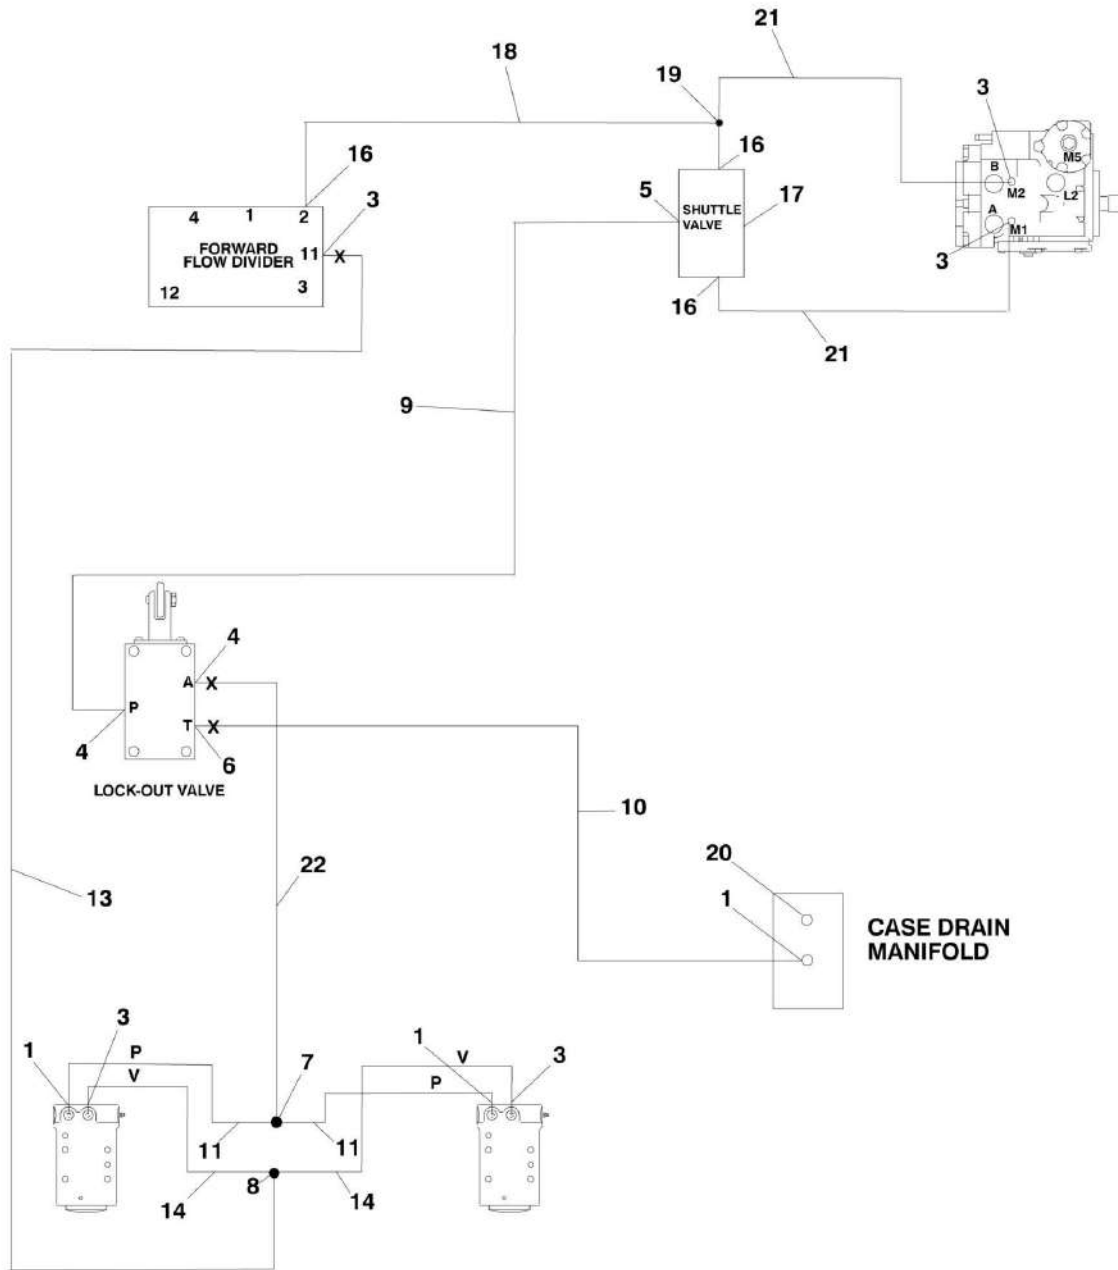 21
18
19
3
16
16
M5
B
3
5
17
4
1
2
SHUTTLE
VALVE
M2
L2
A
FORWARD
FLOW DIVIDER
11
X
M1
3
12
3
16
21
9
4
A
X
P
T
X
4
6
LOCK-OUT VALVE
10
22
20
13
1
CASE DRAIN
MANIFOLD
3
1
P
V
7
1
V
3
P
11
11
8
14
14